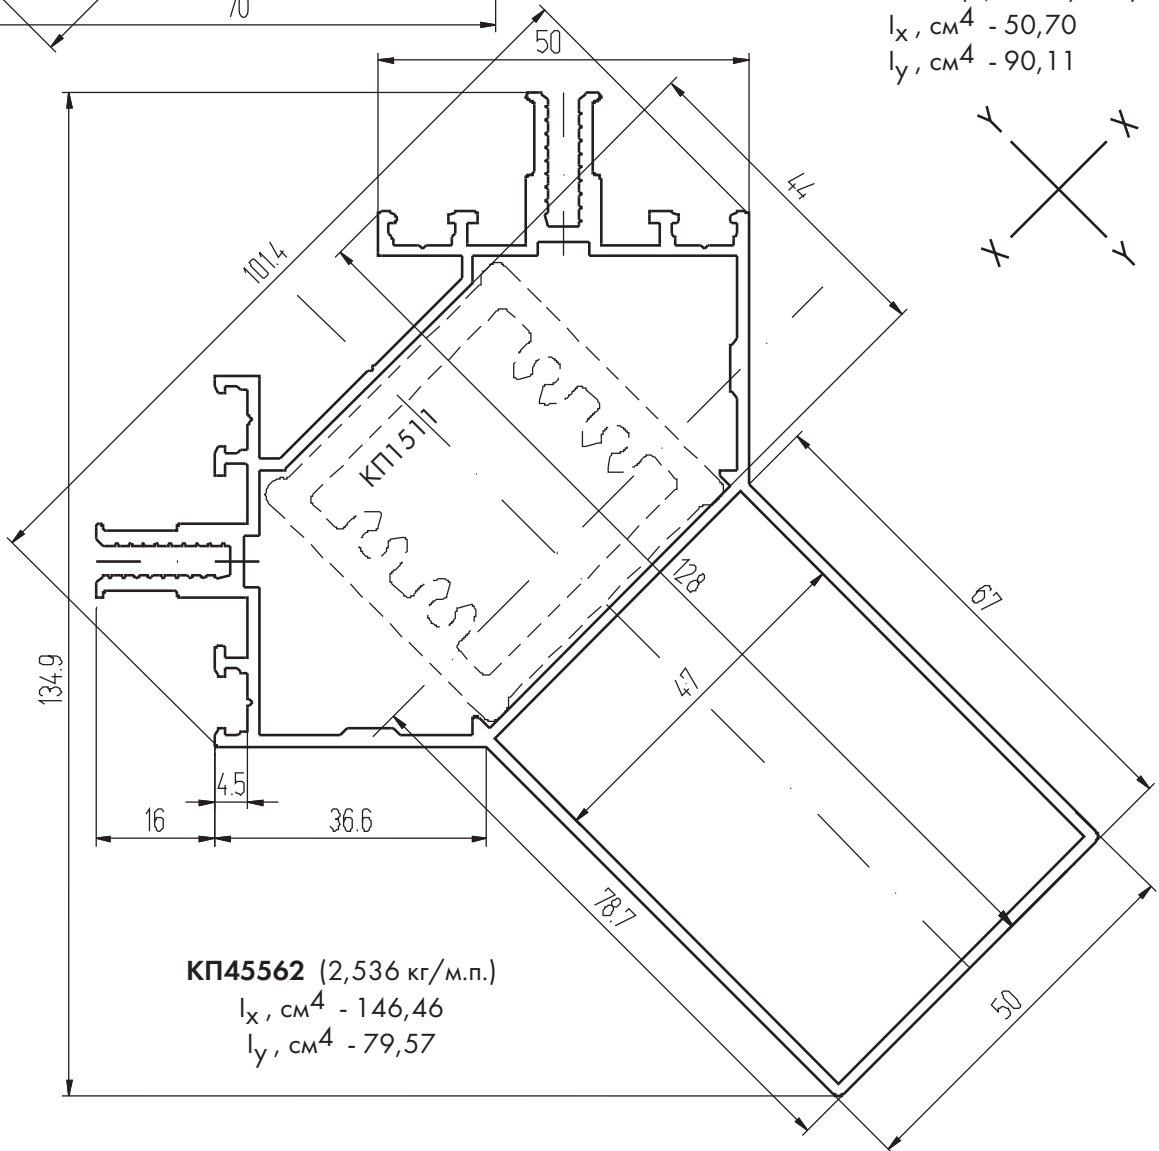 70
50
Iₓ, см⁴ - 50,70
Iᵧ, см⁴ - 90,11
Y
X
X
Y
44
101.4
КП1511
128
67
47
134.9
4.5
16
36.6
78.7
50
КП45562 (2,536 кг/м.п.)
Iₓ, см⁴ - 146,46
Iᵧ, см⁴ - 79,57